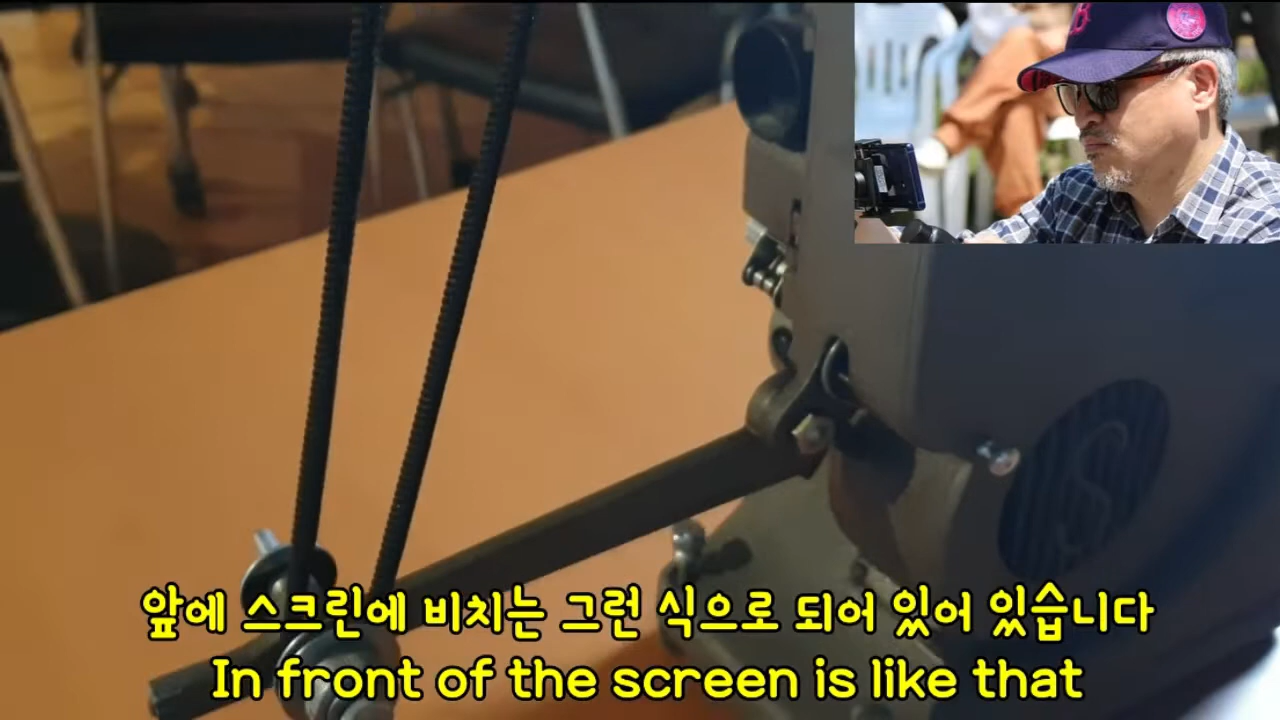 B
앞에 스크린에 비치는 그런 식으로 되어 있어 있습니다
In front of the screen is like that